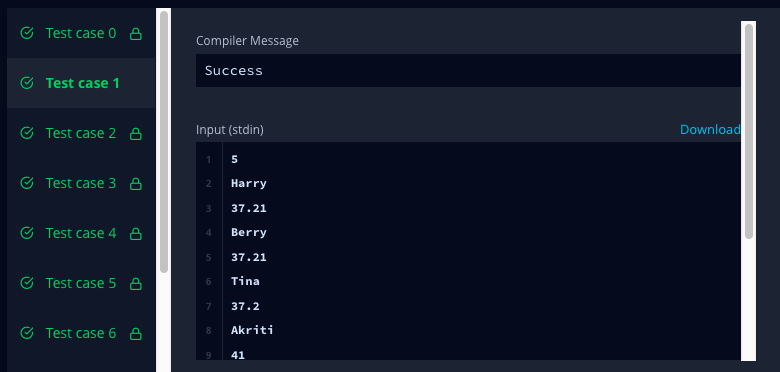 Test case 0
Test case 1
Test case 2
Test case 3
Test case 4
Test case 5
Test case 6
Compiler Message
Success
Input (stdin) Download
1 5
2 Harry
3 37.21
4 Berry
5 37.21
6 Tina
7 37.2
8 Akriti
9 41